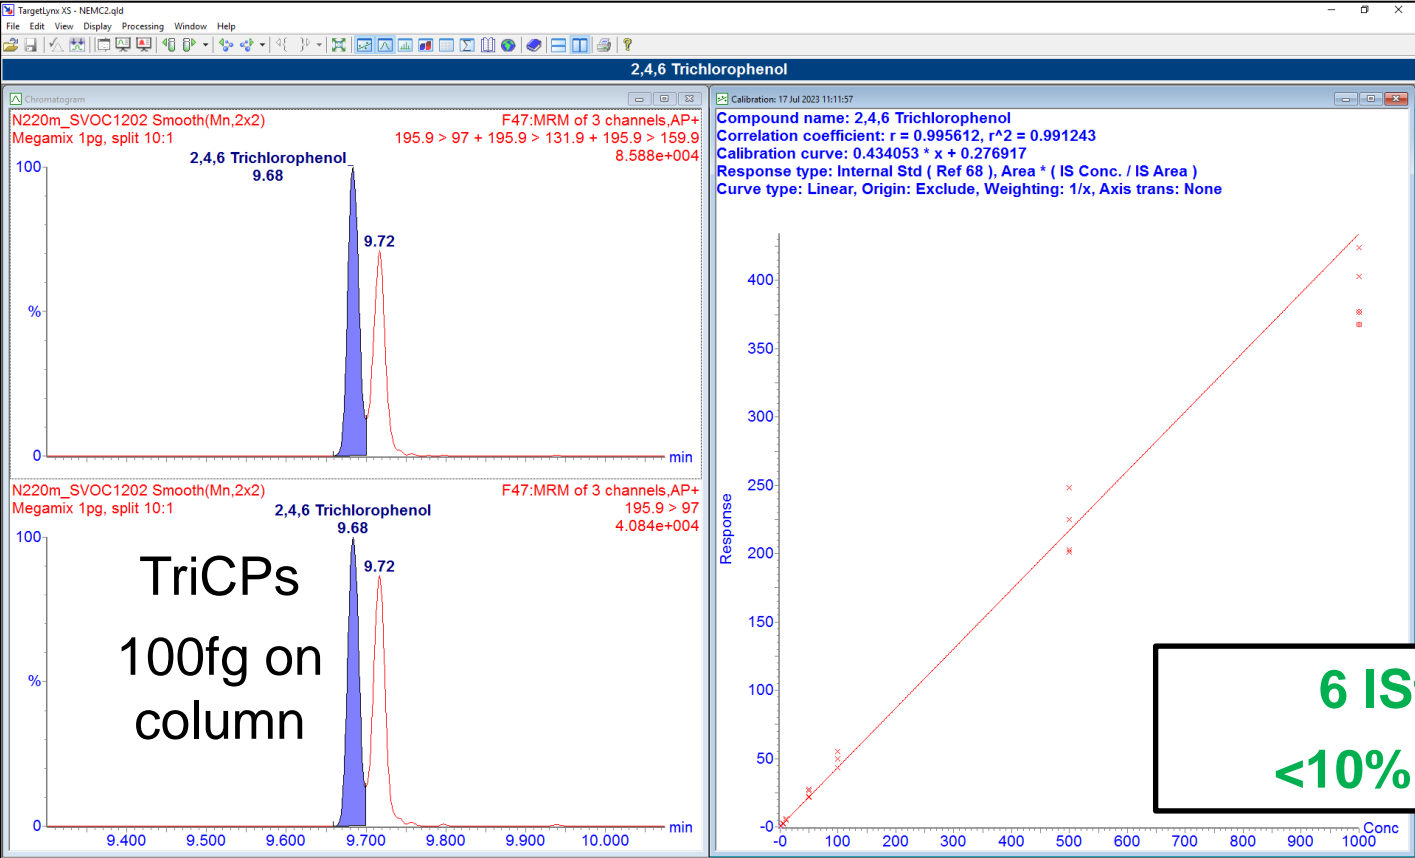 TargetLynx XS - NEMC2.qld
File Edit View Display Processing Window Help
2,4,6 Trichlorophenol
Chromatogram
N220m_SVOC1202 Smooth(Mn,2x2)
Megamix 1pg, split 10:1
F47:MRM of 3 channels,AP+
195.9 > 97 + 195.9 > 131.9 + 195.9 > 159.9
8.588e+004
2,4,6 Trichlorophenol
9.68
9.72
100
%
0
min
N220m_SVOC1202 Smooth(Mn,2x2)
Megamix 1pg, split 10:1
F47:MRM of 3 channels,AP+
195.9 > 97
4.084e+004
2,4,6 Trichlorophenol
9.68
9.72
100
%
0
min
TriCPs
100fg on
column
9.400 9.500 9.600 9.700 9.800 9.900 10.000
Calibration: 17 Jul 2023 11:11:57
Compound name: 2,4,6 Trichlorophenol
Correlation coefficient: r = 0.995612, r^2 = 0.991243
Calibration curve: 0.434053 * x + 0.276917
Response type: Internal Std ( Ref 68 ), Area * ( IS Conc. / IS Area )
Curve type: Linear, Origin: Exclude, Weighting: 1/x, Axis trans: None
Response
400
350
300
250
200
150
100
50
-0
-0 100 200 300 400 500 600 700 800 900 1000
Conc
6
<10%